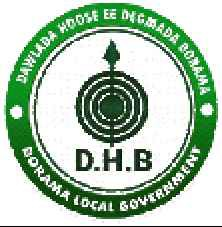 DAWLADA HOOSE EE DEGMADA BORAMA
D.H.B
BORAMA LOCAL GOVERNMENT